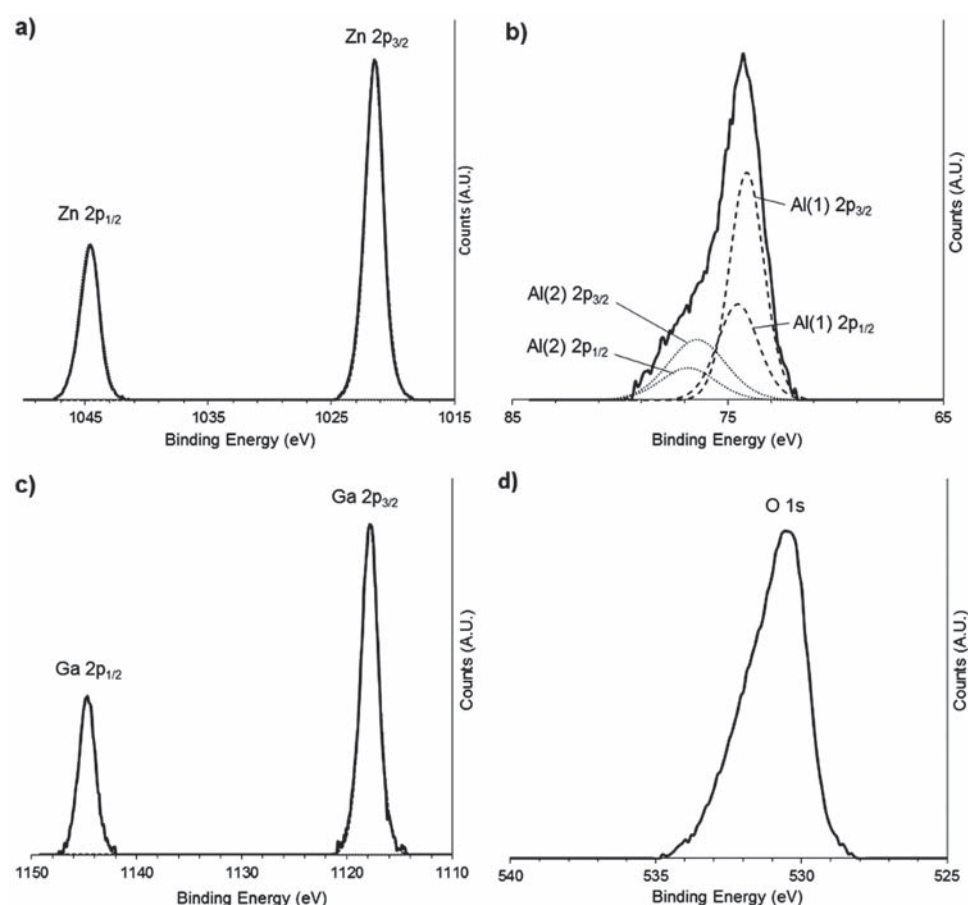 a)
Zn 2p3/2
Zn 2p1/2
Counts (A.U.)
1045 1035 1025 1015
Binding Energy (eV)
b)
Al(1) 2p3/2
Al(2) 2p3/2
Al(1) 2p1/2
Al(2) 2p1/2
Counts (A.U.)
85 75 65
Binding Energy (eV)
c)
Ga 2p3/2
Ga 2p1/2
Counts (A.U.)
1150 1140 1130 1120 1110
Binding Energy (eV)
d)
O 1s
Counts (A.U.)
540 535 530 525
Binding Energy (eV)